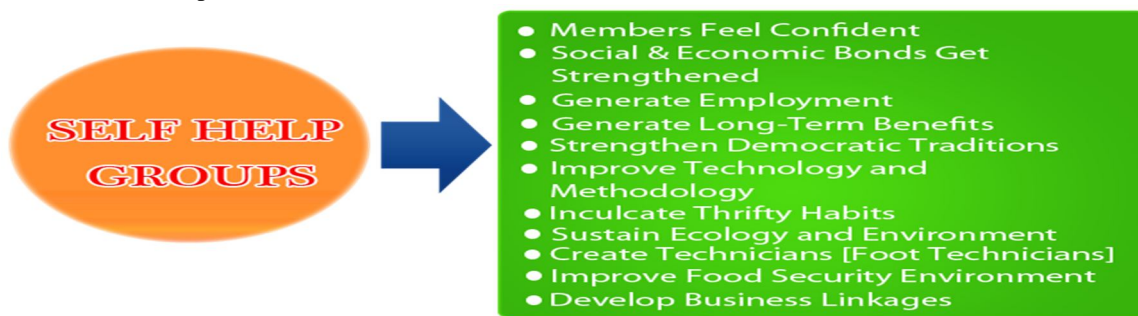 SELF HELP
GROUPS
Members Feel Confident
Social & Economic Bonds Get
Strengthened
Generate Employment
Generate Long-Term Benefits
Strengthen Democratic Traditions
Improve Technology and
Methodology
Inculcate Thrifty Habits
Sustain Ecology and Environment
Create Technicians [Foot Technicians]
Improve Food Security Environment
Develop Business Linkages